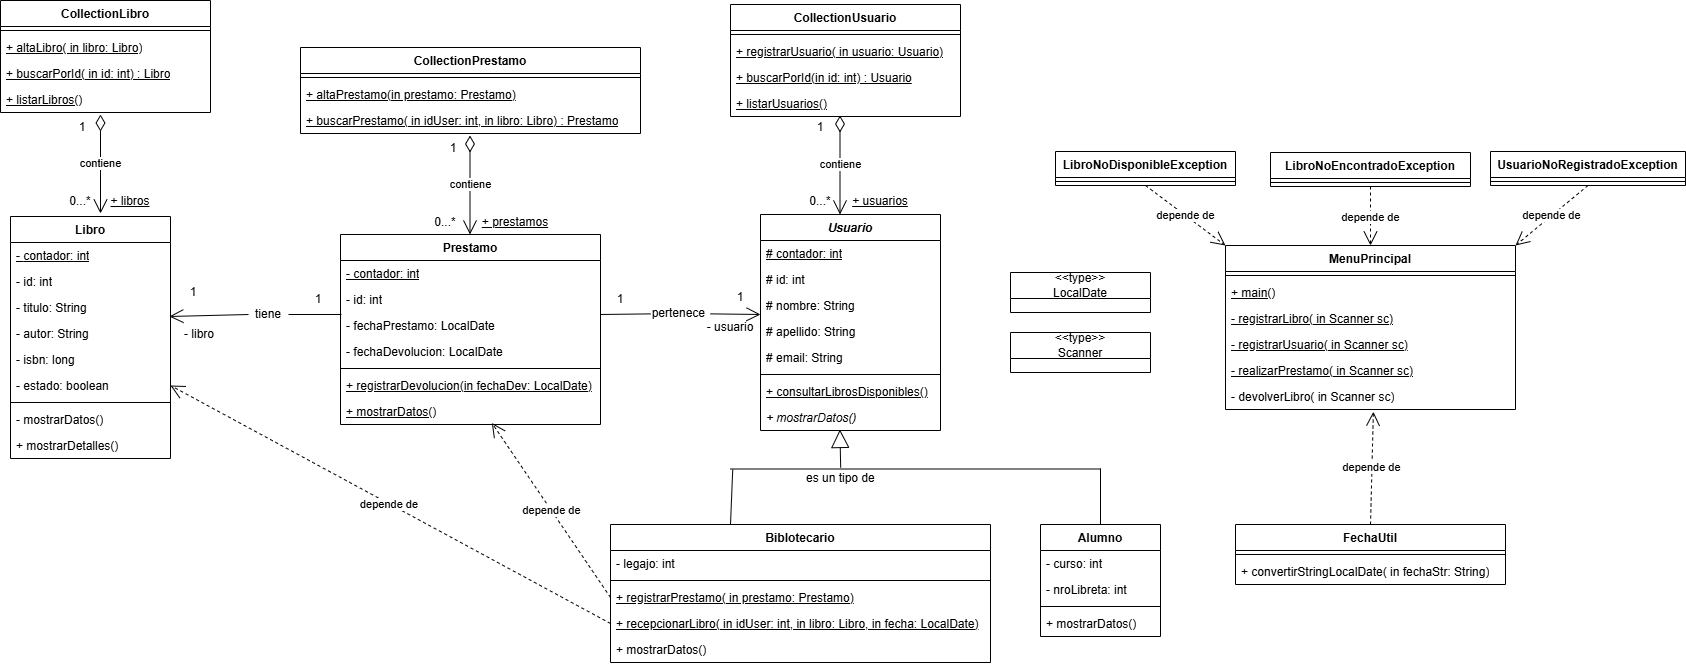 CollectionLibro
+ altaLibro( in libro: Libro)
+ buscarPorId( in id: int) : Libro
+ listarLibros()
1
contiene
0...*
+ libros
Libro
- contador: int
- id: int
- titulo: String
- autor: String
- isbn: long
- estado: boolean
- mostrarDatos()
+ mostrarDetalles()
CollectionPrestamo
+ altaPrestamo(in prestamo: Prestamo)
+ buscarPrestamo( in idUser: int, in libro: Libro) : Prestamo
1
contiene
0...*
+ prestamos
Prestamo
- contador: int
- id: int
- fechaPrestamo: LocalDate
- fechaDevolucion: LocalDate
+ registrarDevolucion(in fechaDev: LocalDate)
+ mostrarDatos()
1
tiene
1
- libro
CollectionUsuario
+ registrarUsuario( in usuario: Usuario)
+ buscarPorId(in id: int) : Usuario
+ listarUsuarios()
1
contiene
0...*
+ usuarios
Usuario
# contador: int
# id: int
# nombre: String
# apellido: String
# email: String
+ consultarLibrosDisponibles()
+ mostrarDatos()
1
pertenece
1
- usuario
es un tipo de
depende de
depende de
Biblotecario
- legajo: int
+ registrarPrestamo( in prestamo: Prestamo)
+ recepcionarLibro( in idUser: int, in libro: Libro, in fecha: LocalDate)
+ mostrarDatos()
Alumno
- curso: int
- nroLibreta: int
+ mostrarDatos()
<<type>>
LocalDate
<<type>>
Scanner
LibroNoDisponibleException
LibroNoEncontradoException
UsuarioNoRegistradoException
depende de
depende de
depende de
MenuPrincipal
+ main()
- registrarLibro( in Scanner sc)
- registrarUsuario( in Scanner sc)
- realizarPrestamo( in Scanner sc)
- devolverLibro( in Scanner sc)
depende de
FechaUtil
+ convertirStringLocalDate( in fechaStr: String)